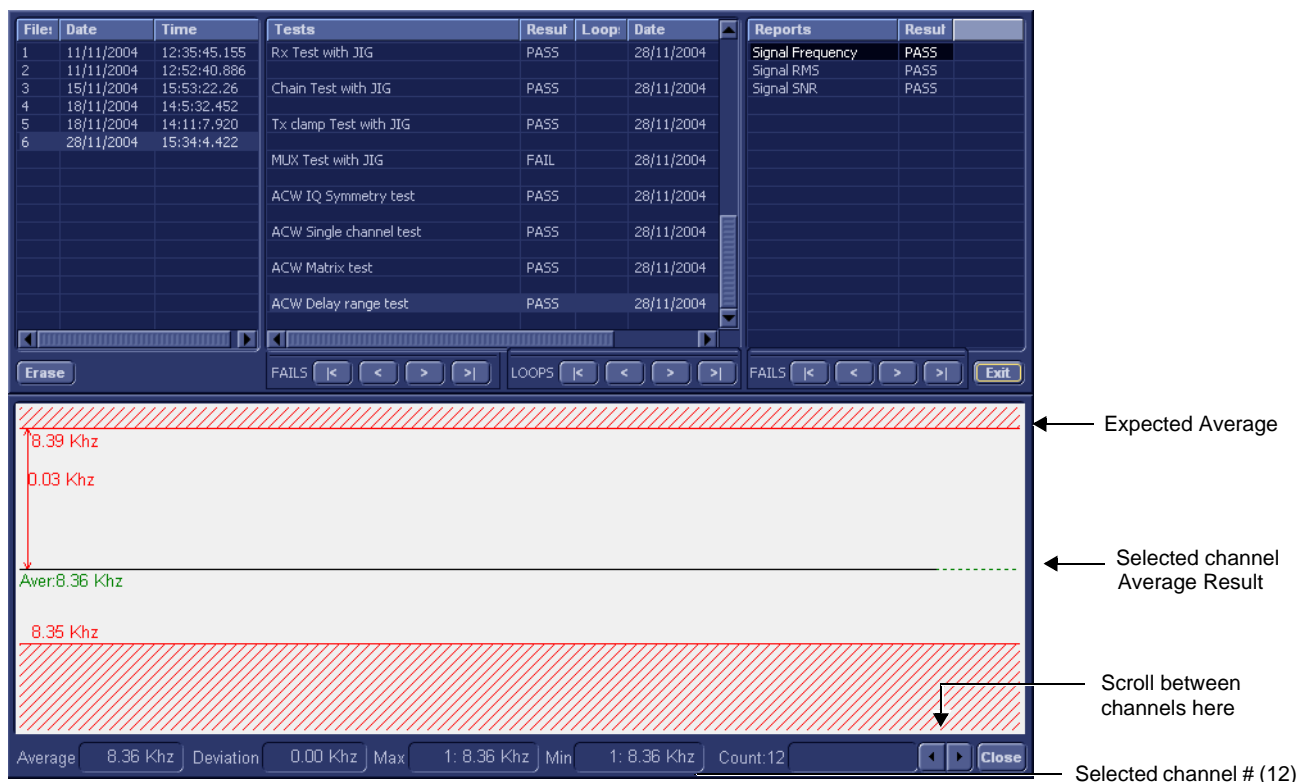 File: Date Time
1 11/11/2004 12:35:45.155
2 11/11/2004 12:52:40.886
3 15/11/2004 15:53:22.26
4 18/11/2004 14:5:32.452
5 18/11/2004 14:11:7.920
6 28/11/2004 15:34:4.422
Erase
Tests Resul Loop: Date
Rx Test with JIG PASS 28/11/2004
Chain Test with JIG PASS 28/11/2004
Tx clamp Test with JIG PASS 28/11/2004
MUX Test with JIG FAIL 28/11/2004
ACW IQ Symmetry test PASS 28/11/2004
ACW Single channel test PASS 28/11/2004
ACW Matrix test PASS 28/11/2004
ACW Delay range test PASS 28/11/2004
FAILS |< < > >| LOOPS |< < > >|
Reports Resul
Signal Frequency PASS
Signal RMS PASS
Signal SNR PASS
FAILS |< < > >| Exit
Expected Average
8.39 Khz
0.03 Khz
Selected channel
Average Result
Aver:8.36 Khz
8.35 Khz
Scroll between
channels here
Average 8.36 Khz Deviation 0.00 Khz Max 1: 8.36 Khz Min 1: 8.36 Khz Count:12 Close
Selected channel # (12)